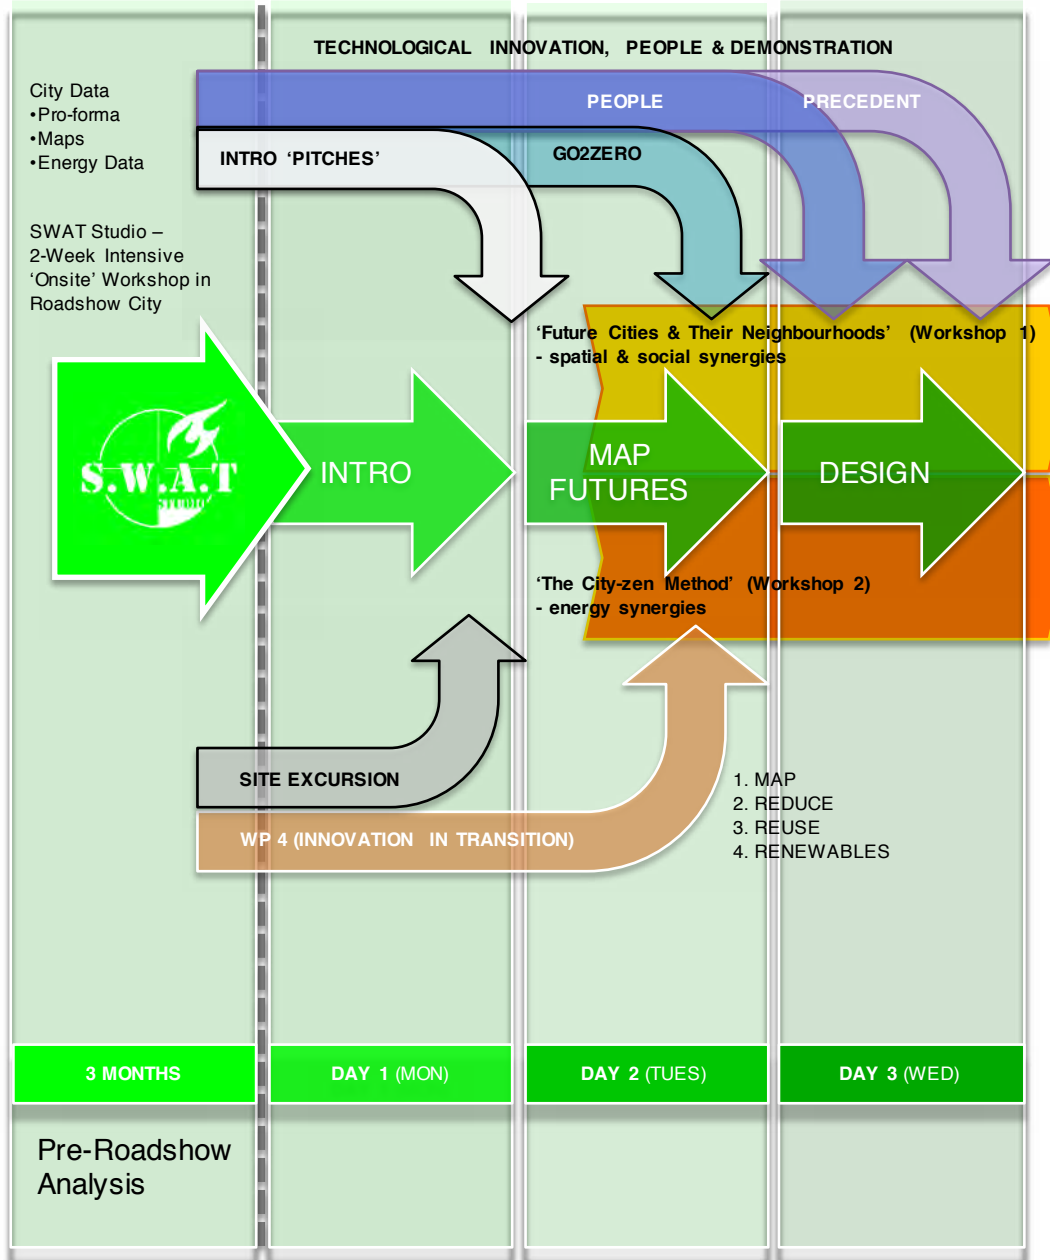 TECHNOLOGICAL INNOVATION, PEOPLE & DEMONSTRATION
City Data
•Pro-forma
•Maps
•Energy Data
PEOPLE
PRECEDENT
INTRO ‘PITCHES’
GO2ZERO
SWAT Studio –
2-Week Intensive
‘Onsite’ Workshop in
Roadshow City
‘Future Cities & Their Neighbourhoods’ (Workshop 1)
- spatial & social synergies
S.W.A.T
STUDIO
INTRO
MAP
FUTURES
DESIGN
‘The City-zen Method’ (Workshop 2)
- energy synergies
SITE EXCURSION
WP 4 (INNOVATION IN TRANSITION)
1. MAP
2. REDUCE
3. REUSE
4. RENEWABLES
3 MONTHS
DAY 1 (MON)
DAY 2 (TUES)
DAY 3 (WED)
Pre-Roadshow
Analysis